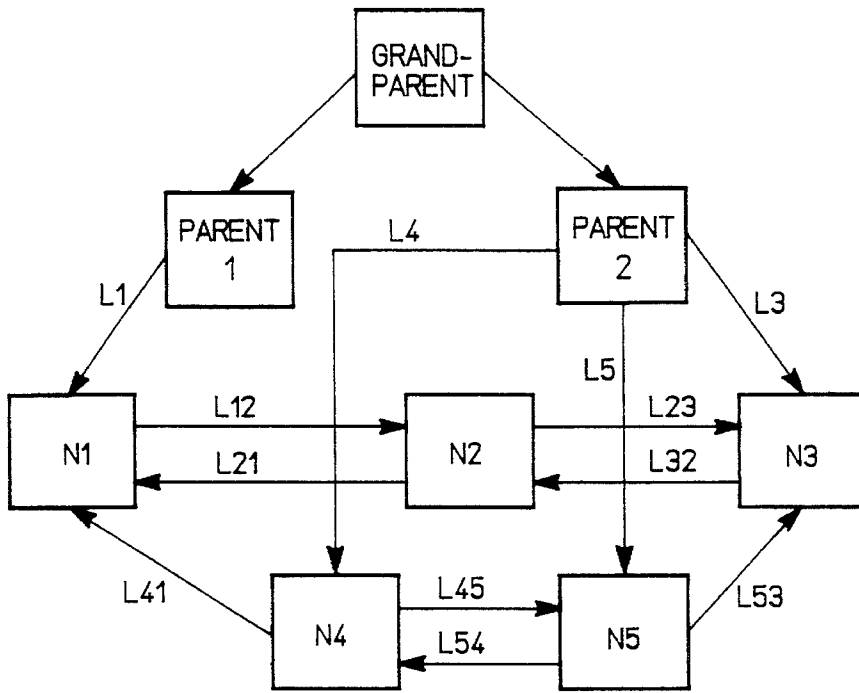 GRAND-
PARENT
PARENT
1
L4
PARENT
2
L1
L3
L5
L12
L23
N1
N2
N3
L21
L32
L41
L45
L53
N4
N5
L54